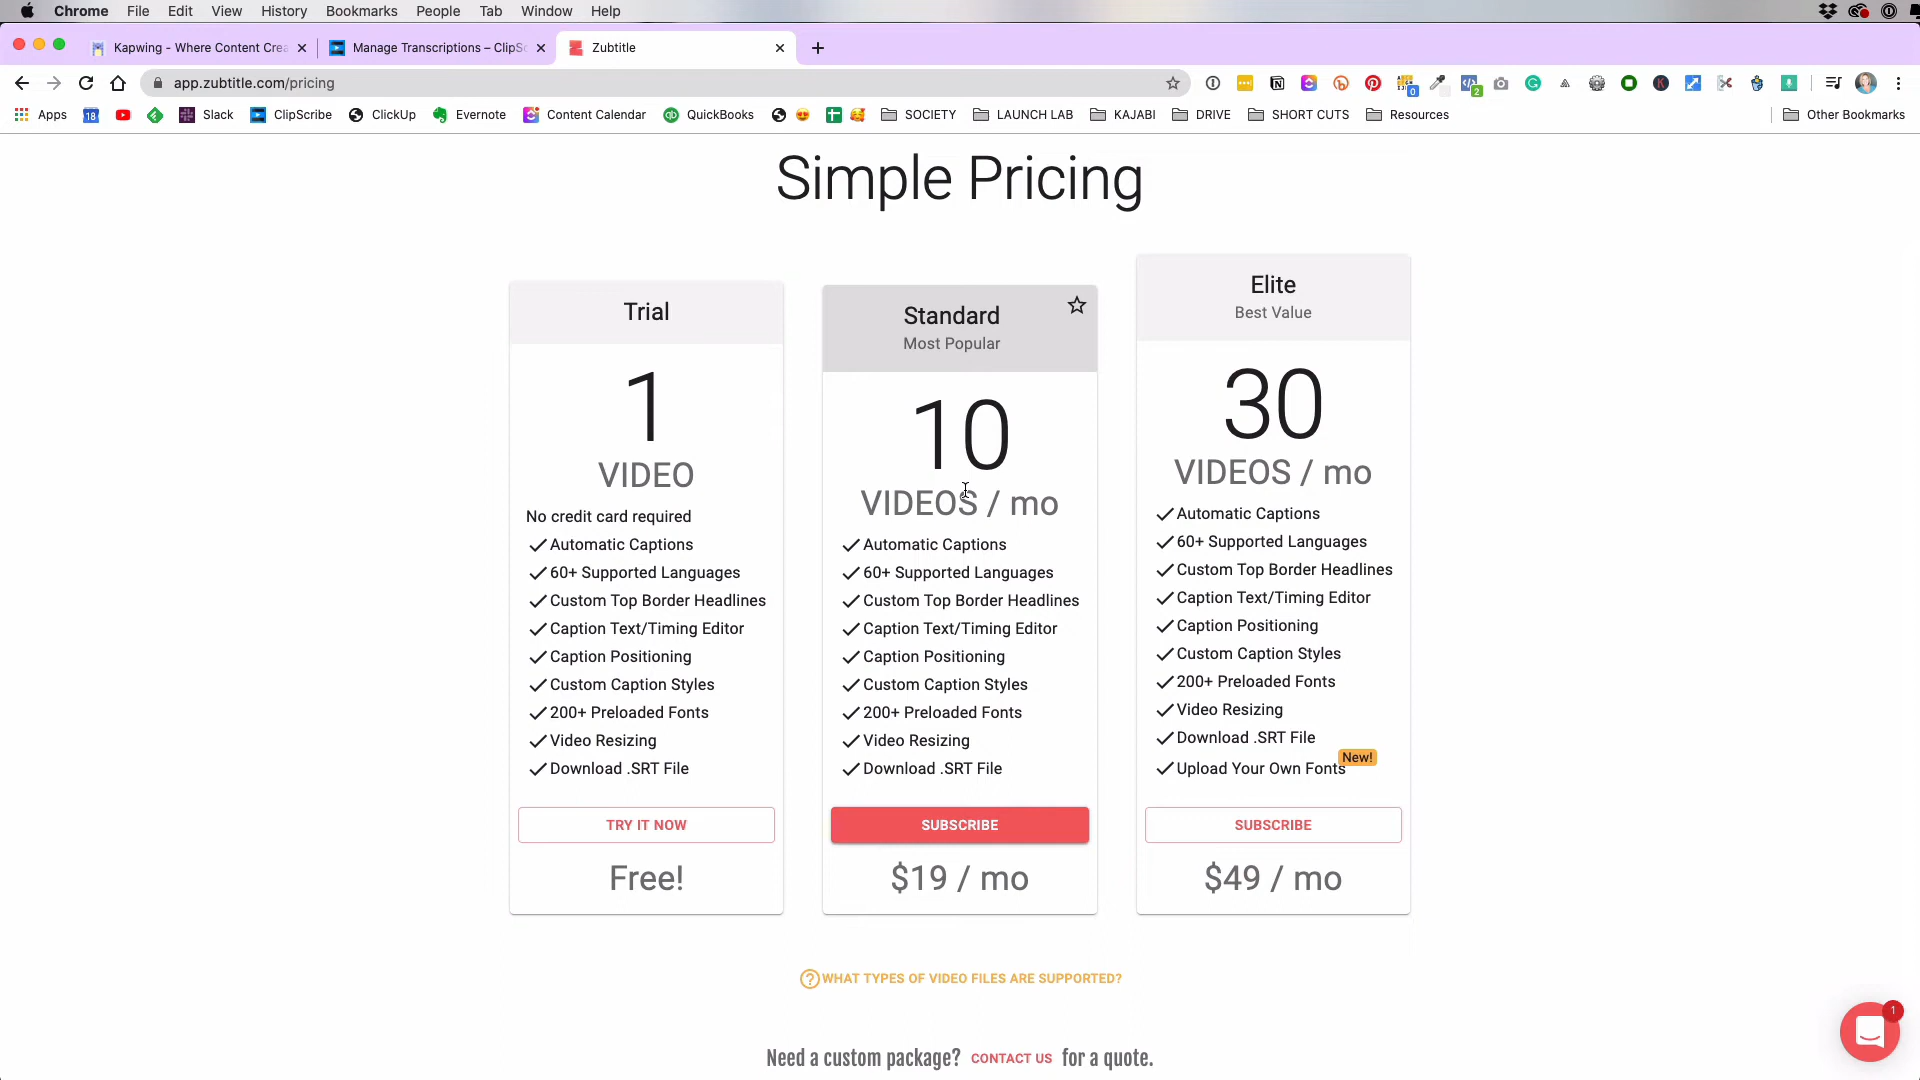 Chrome File Edit View History Bookmarks People Tab Window Help
Kapwing - Where Content Crea
Manage Transcriptions – ClipSc
Zubtitle
app.zubtitle.com/pricing
0
2
Apps
18
Slack
ClipScribe
ClickUp
Evernote
Content Calendar
QuickBooks
SOCIETY
LAUNCH LAB
KAJABI
DRIVE
SHORT CUTS
Resources
Other Bookmarks
Simple Pricing
Trial
1
VIDEO
No credit card required
Automatic Captions
60+ Supported Languages
Custom Top Border Headlines
Caption Text/Timing Editor
Caption Positioning
Custom Caption Styles
200+ Preloaded Fonts
Video Resizing
Download .SRT File
TRY IT NOW
Free!
Standard
Most Popular
10
VIDEOS / mo
Automatic Captions
60+ Supported Languages
Custom Top Border Headlines
Caption Text/Timing Editor
Caption Positioning
Custom Caption Styles
200+ Preloaded Fonts
Video Resizing
Download .SRT File
SUBSCRIBE
$19 / mo
Elite
Best Value
30
VIDEOS / mo
Automatic Captions
60+ Supported Languages
Custom Top Border Headlines
Caption Text/Timing Editor
Caption Positioning
Custom Caption Styles
200+ Preloaded Fonts
Video Resizing
Download .SRT File
New!
Upload Your Own Fonts
SUBSCRIBE
$49 / mo
?WHAT TYPES OF VIDEO FILES ARE SUPPORTED?
Need a custom package? CONTACT US for a quote.
1